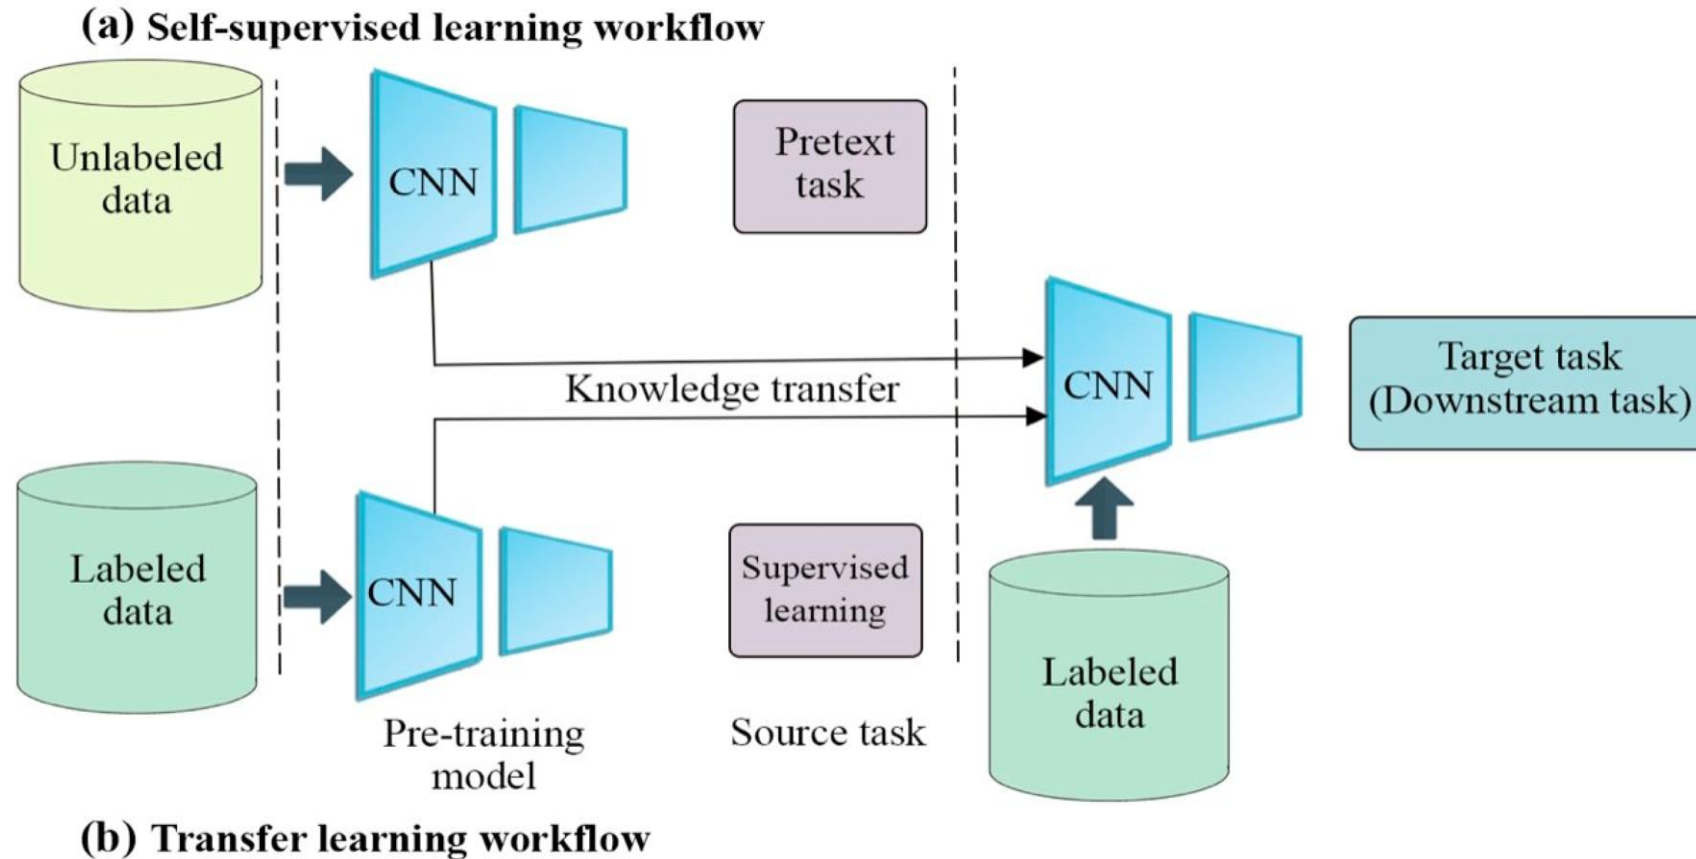 (a) Self-supervised learning workflow
Unlabeled
data
CNN
Pretext
task
Knowledge transfer
CNN
Target task
(Downstream task)
Labeled
data
CNN
Supervised
learning
Labeled
data
Pre-training
model
Source task
(b) Transfer learning workflow